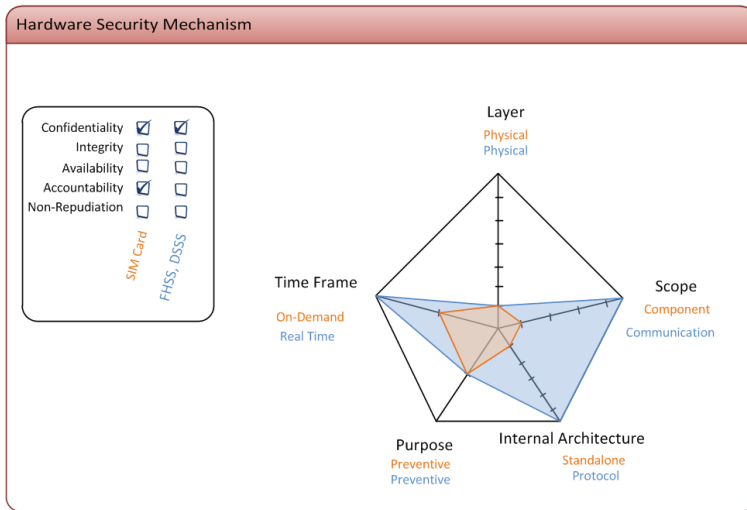 Hardware Security Mechanism
Confidentiality
Integrity
Availability
Accountability
Non-Repudiation
SIM Card
FHSS, DSSS
Layer
Physical
Physical
Time Frame
On-Demand
Real Time
Scope
Component
Communication
Purpose
Preventive
Preventive
Internal Architecture
Standalone
Protocol